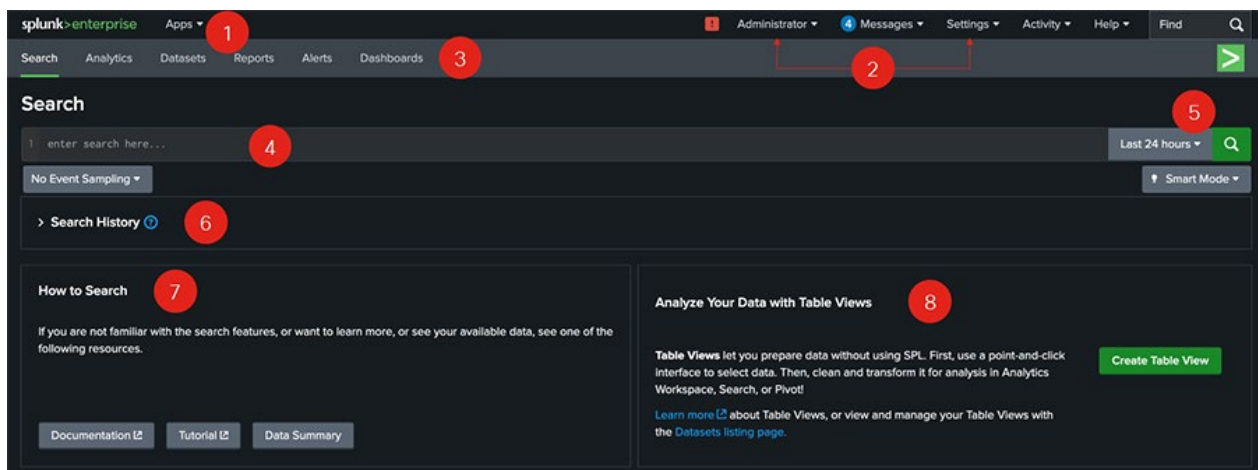 splunk>enterprise Apps 1 ! Administrator 4 Messages Settings Activity Help Find
Search Analytics Datasets Reports Alerts Dashboards 3 2 >
Search
5
1 enter search here... 4 Last 24 hours
No Event Sampling Smart Mode
> Search History ? 6
How to Search 7
If you are not familiar with the search features, or want to learn more, or see your available data, see one of the
following resources.
Documentation Tutorial Data Summary
Analyze Your Data with Table Views 8
Table Views let you prepare data without using SPL. First, use a point-and-click
interface to select data. Then, clean and transform it for analysis in Analytics
Workspace, Search, or Pivot!
Create Table View
Learn more about Table Views, or view and manage your Table Views with
the Datasets listing page.